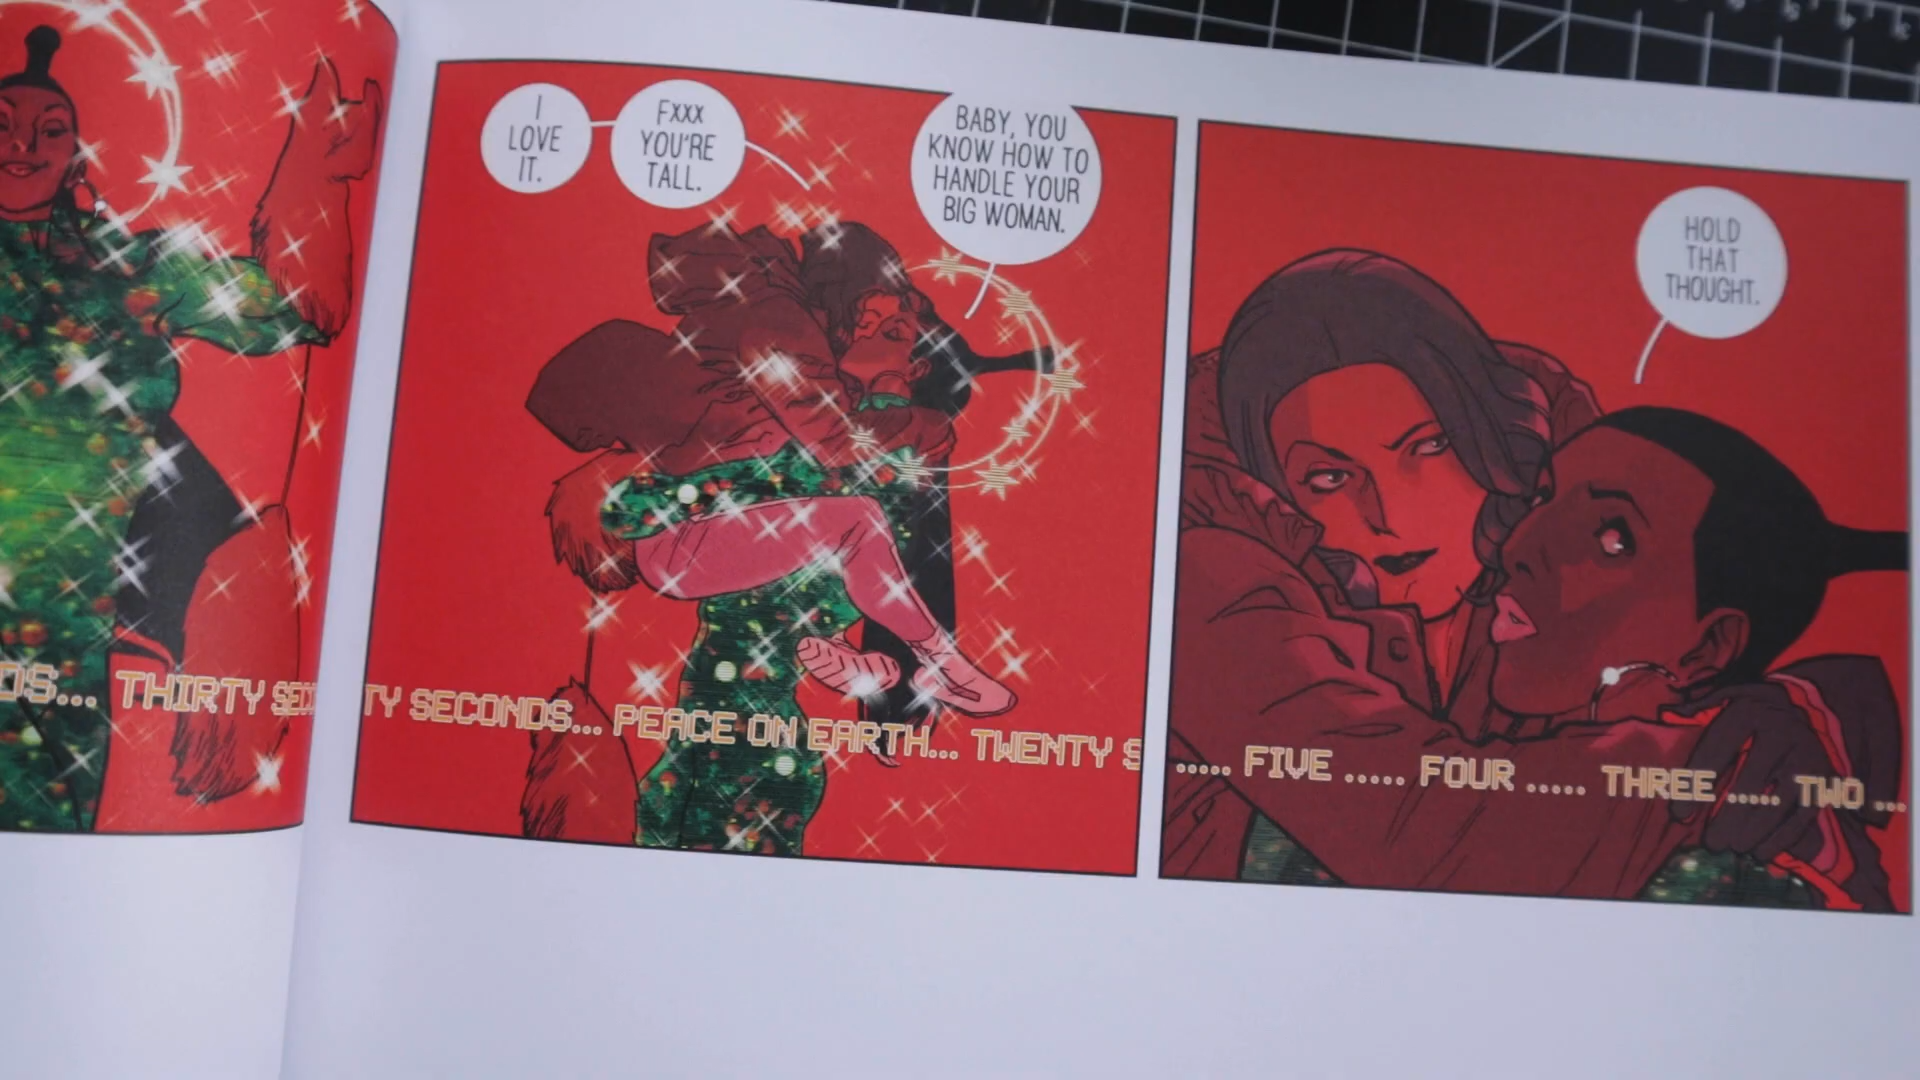 DS... THIRTY SECO
I
LOVE
IT.
FXXX
YOU'RE
TALL.
BABY, YOU
KNOW HOW TO
HANDLE YOUR
BIG WOMAN.
TY SECONDS... PEACE ON EARTH... TWENTY S
HOLD
THAT
THOUGHT.
..... FIVE ..... FOUR ..... THREE ..... TWO ...